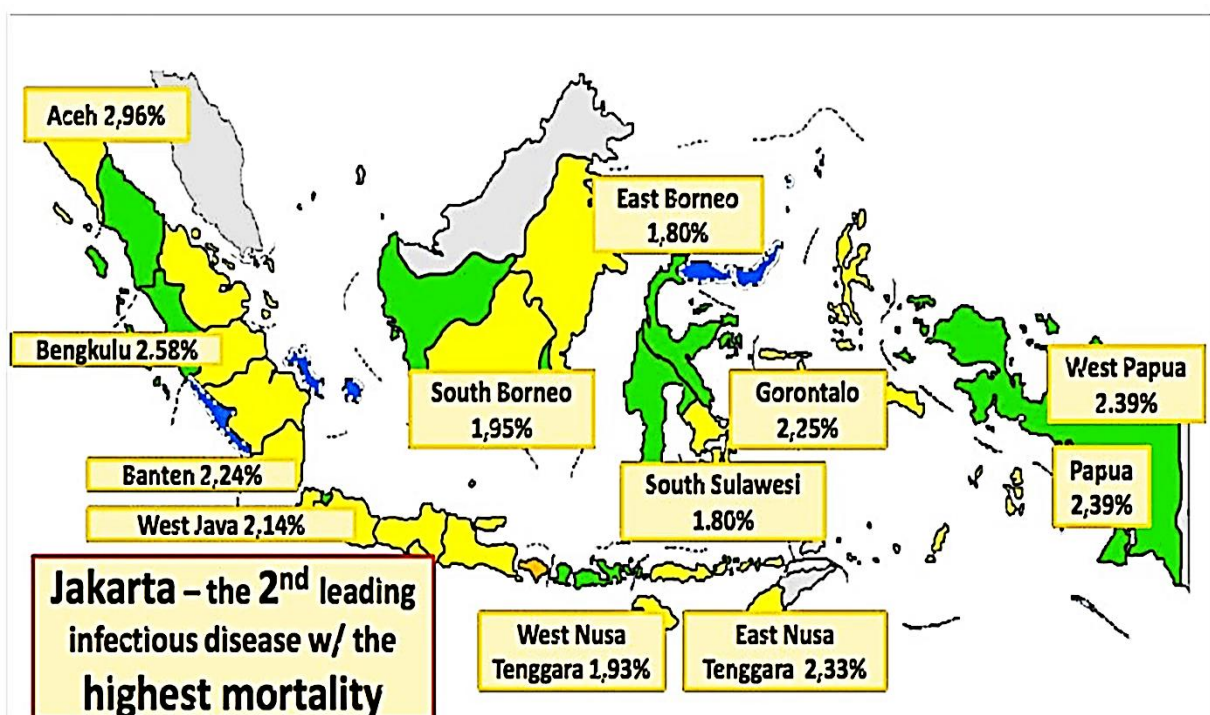 Aceh 2,96%
East Borneo
1,80%
Bengkulu 2.58%
South Borneo
1,95%
Gorontalo
2,25%
West Papua
2.39%
Banten 2,24%
South Sulawesi
1.80%
Papua
2,39%
West Java 2,14%
Jakarta – the 2nd leading
infectious disease w/ the
highest mortality
West Nusa
Tenggara 1,93%
East Nusa
Tenggara 2,33%